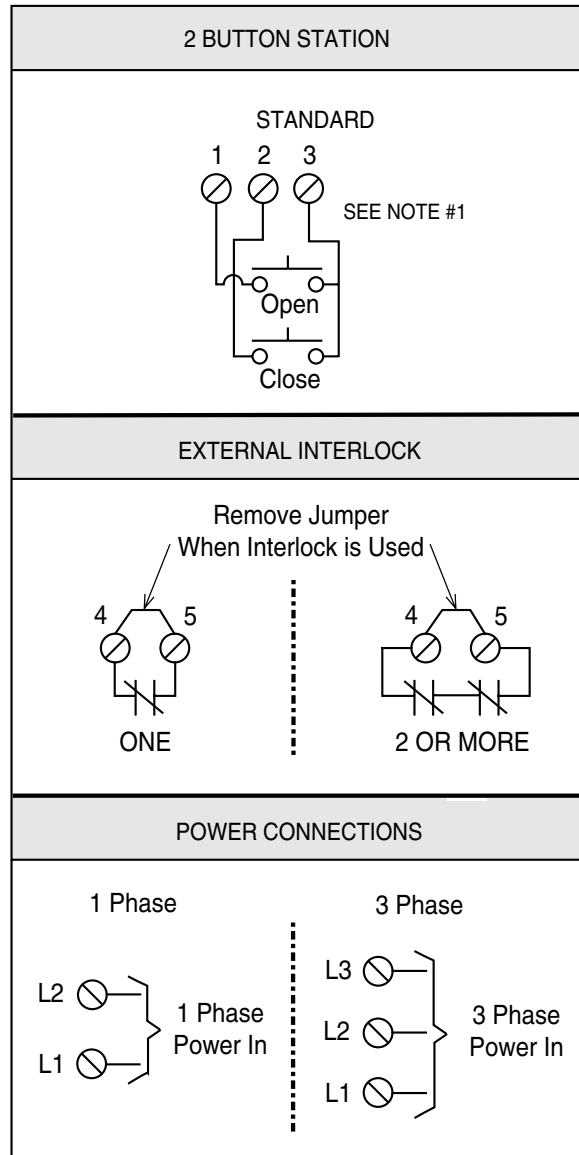 2 BUTTON STATION
STANDARD
1 2 3
SEE NOTE #1
Open
Close
EXTERNAL INTERLOCK
Remove Jumper
When Interlock is Used
4 5
4 5
ONE
2 OR MORE
POWER CONNECTIONS
1 Phase
L2
L1
1 Phase
Power In
3 Phase
L3
L2
L1
3 Phase
Power In